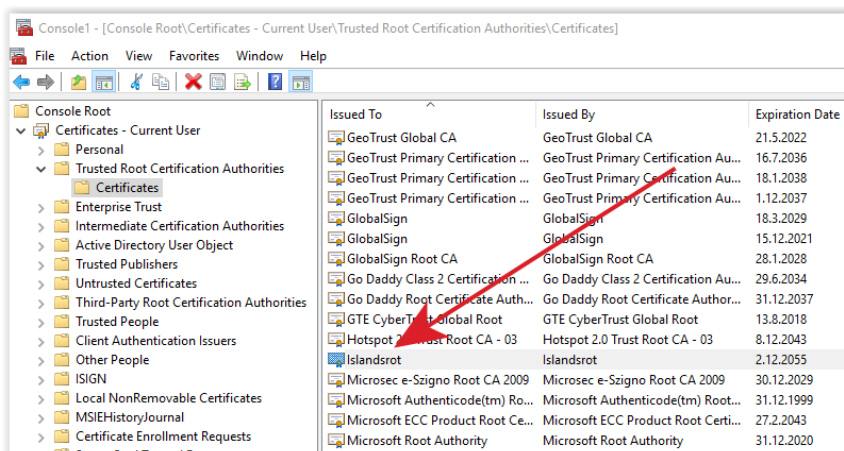 Console1 - [Console Root\Certificates - Current User\Trusted Root Certification Authorities\Certificates]
File Action View Favorites Window Help
Console Root
Certificates - Current User
Personal
Trusted Root Certification Authorities
Certificates
Enterprise Trust
Intermediate Certification Authorities
Active Directory User Object
Trusted Publishers
Untrusted Certificates
Third-Party Root Certification Authorities
Trusted People
Client Authentication Issuers
Other People
ISIGN
Local NonRemovable Certificates
MSIEHistoryJournal
Certificate Enrollment Requests
Issued To Issued By Expiration Date
GeoTrust Global CA GeoTrust Global CA 21.5.2022
GeoTrust Primary Certification ... GeoTrust Primary Certification Au... 16.7.2036
GeoTrust Primary Certification ... GeoTrust Primary Certification Au... 18.1.2038
GeoTrust Primary Certification ... GeoTrust Primary Certification Au... 1.12.2037
GlobalSign GlobalSign 18.3.2029
GlobalSign GlobalSign 15.12.2021
GlobalSign Root CA GlobalSign Root CA 28.1.2028
Go Daddy Class 2 Certification ... Go Daddy Class 2 Certification Au... 29.6.2034
Go Daddy Root Certificate Auth... Go Daddy Root Certificate Author... 31.12.2037
GTE CyberTrust Global Root GTE CyberTrust Global Root 13.8.2018
Hotspot 2.0 Trust Root CA - 03 Hotspot 2.0 Trust Root CA - 03 8.12.2043
Islandsrot Islandsrot 2.12.2055
Microsec e-Szigno Root CA 2009 Microsec e-Szigno Root CA 2009 30.12.2029
Microsoft Authenticode(tm) Ro... Microsoft Authenticode(tm) Root... 31.12.1999
Microsoft ECC Product Root Ce... Microsoft ECC Product Root Certi... 27.2.2043
Microsoft Root Authority Microsoft Root Authority 31.12.2020